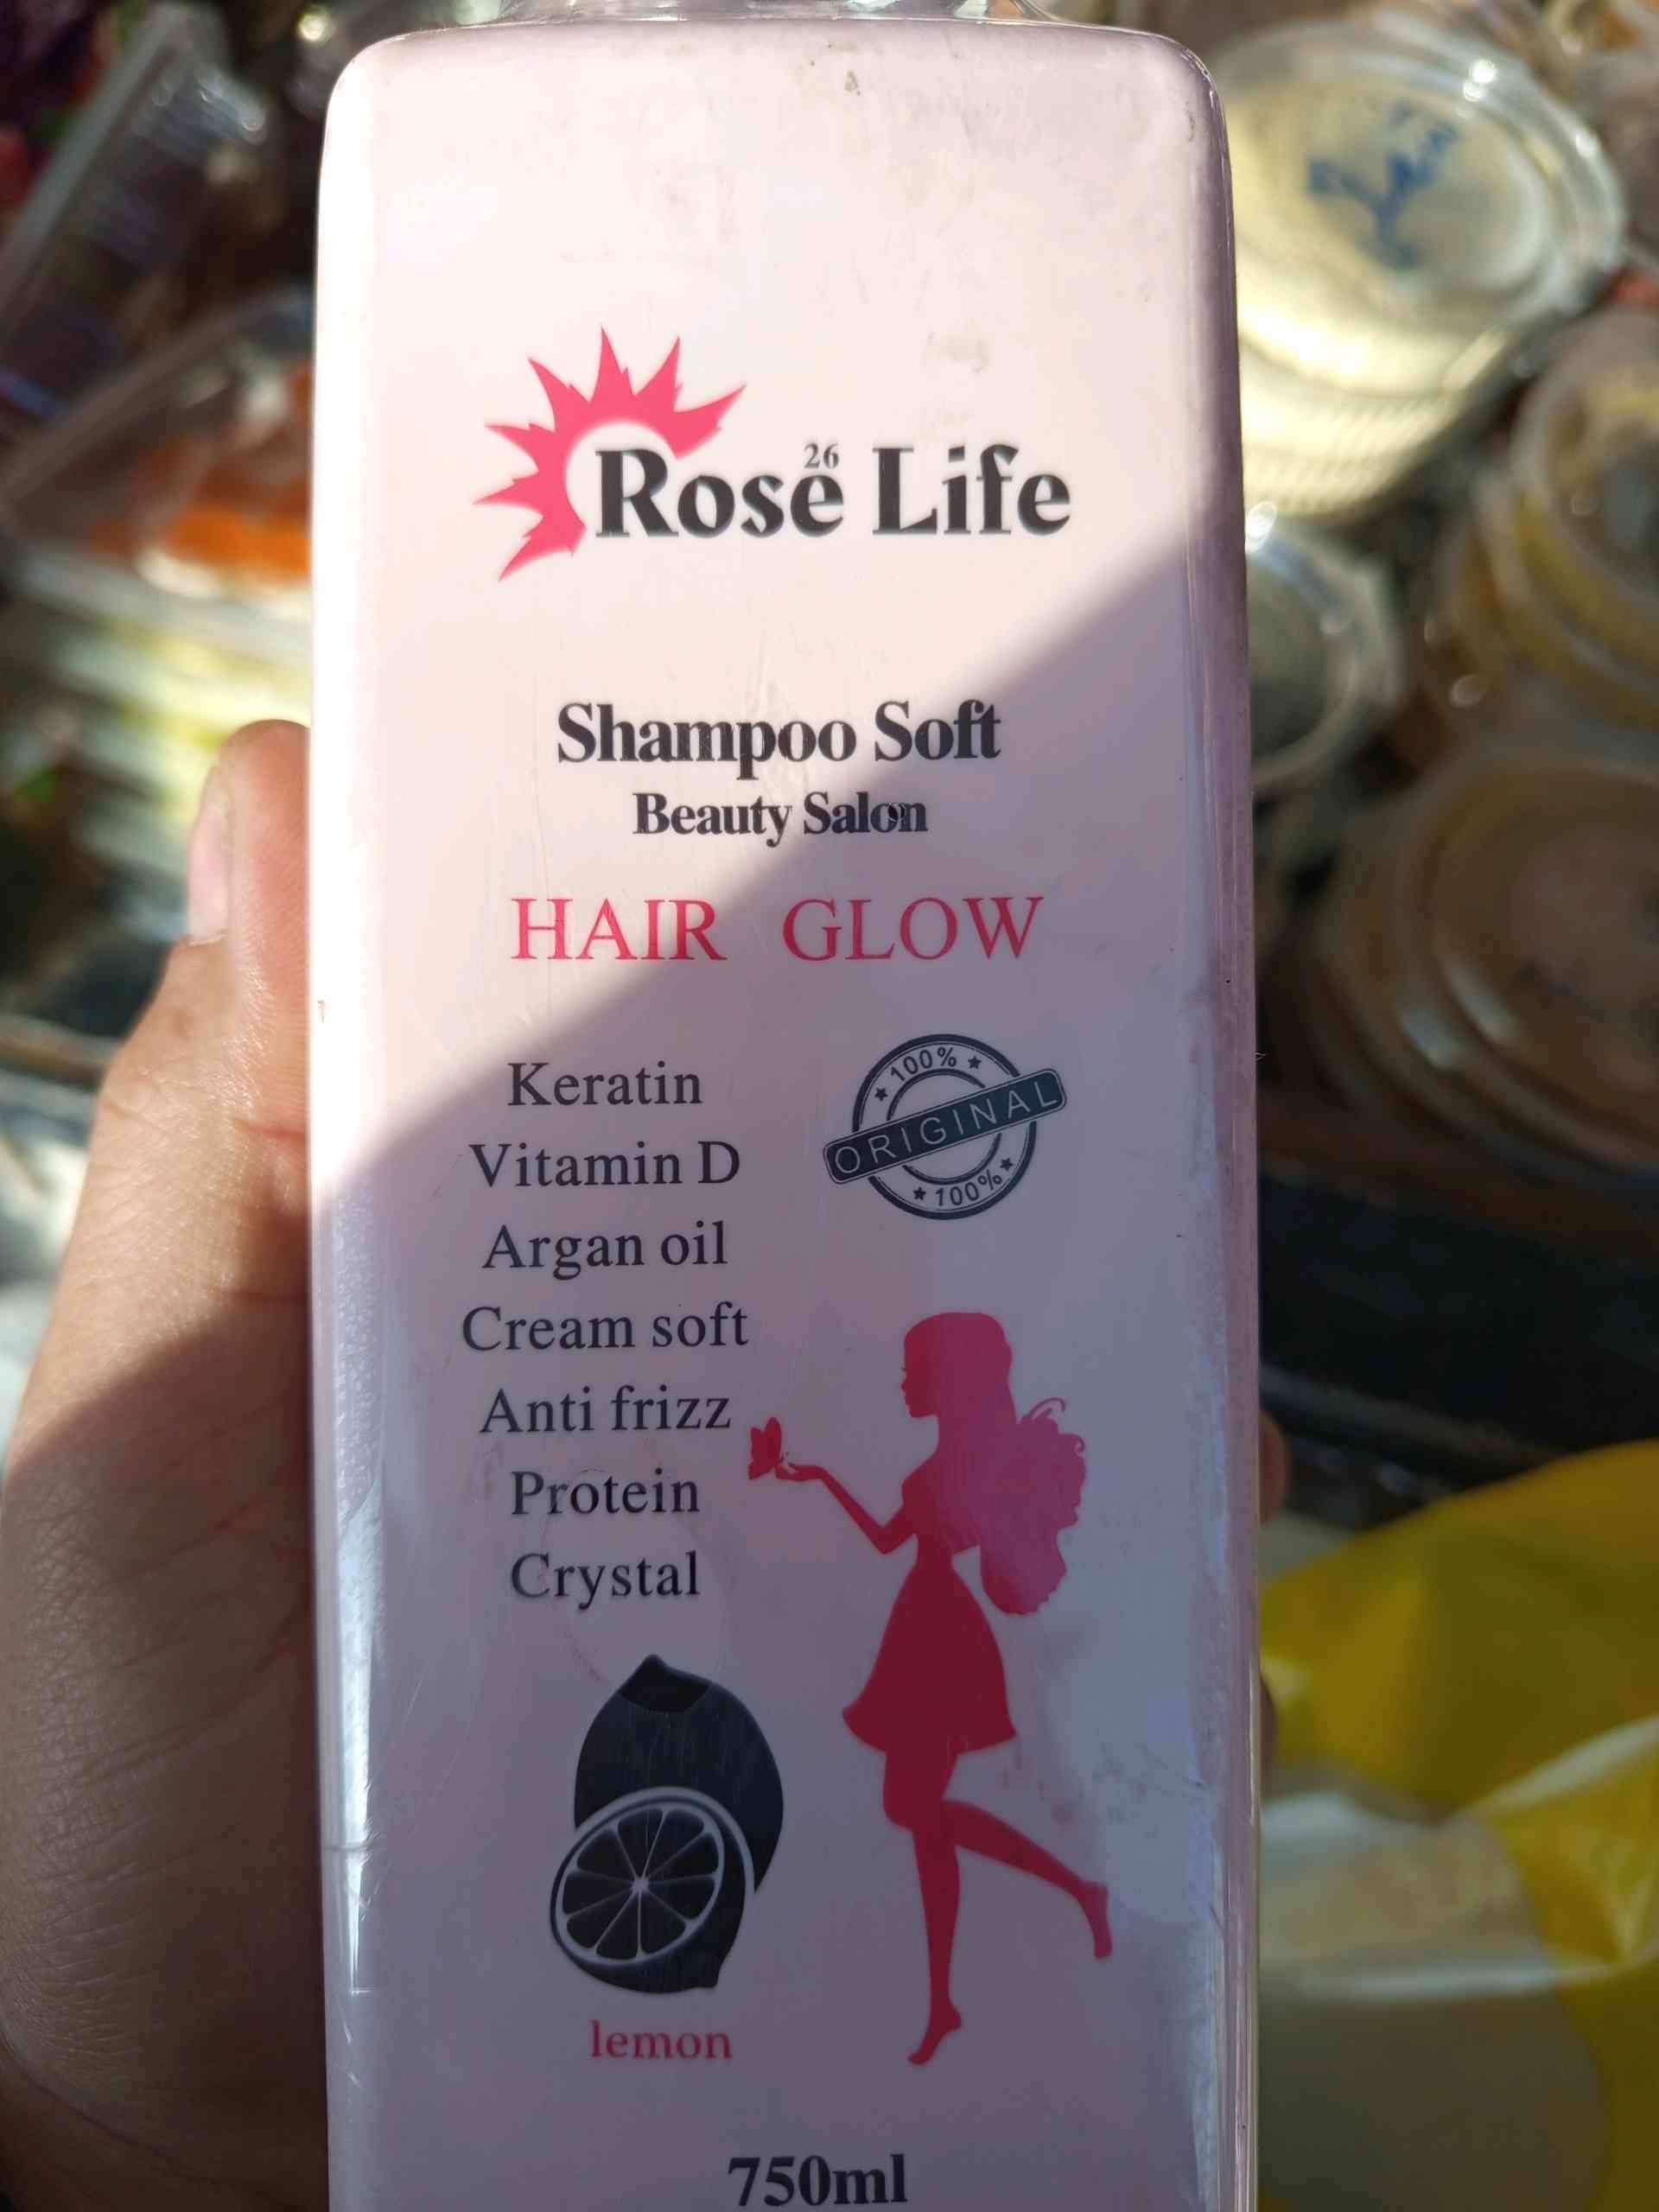 26
Rosë Life
Shampoo Soft
Beauty Salon
HAIR GLOW
Keratin
Vitamin D
Argan oil
Cream soft
Anti frizz
Protein
Crystal
100%
ORIGINAL
100%
lemon
750ml